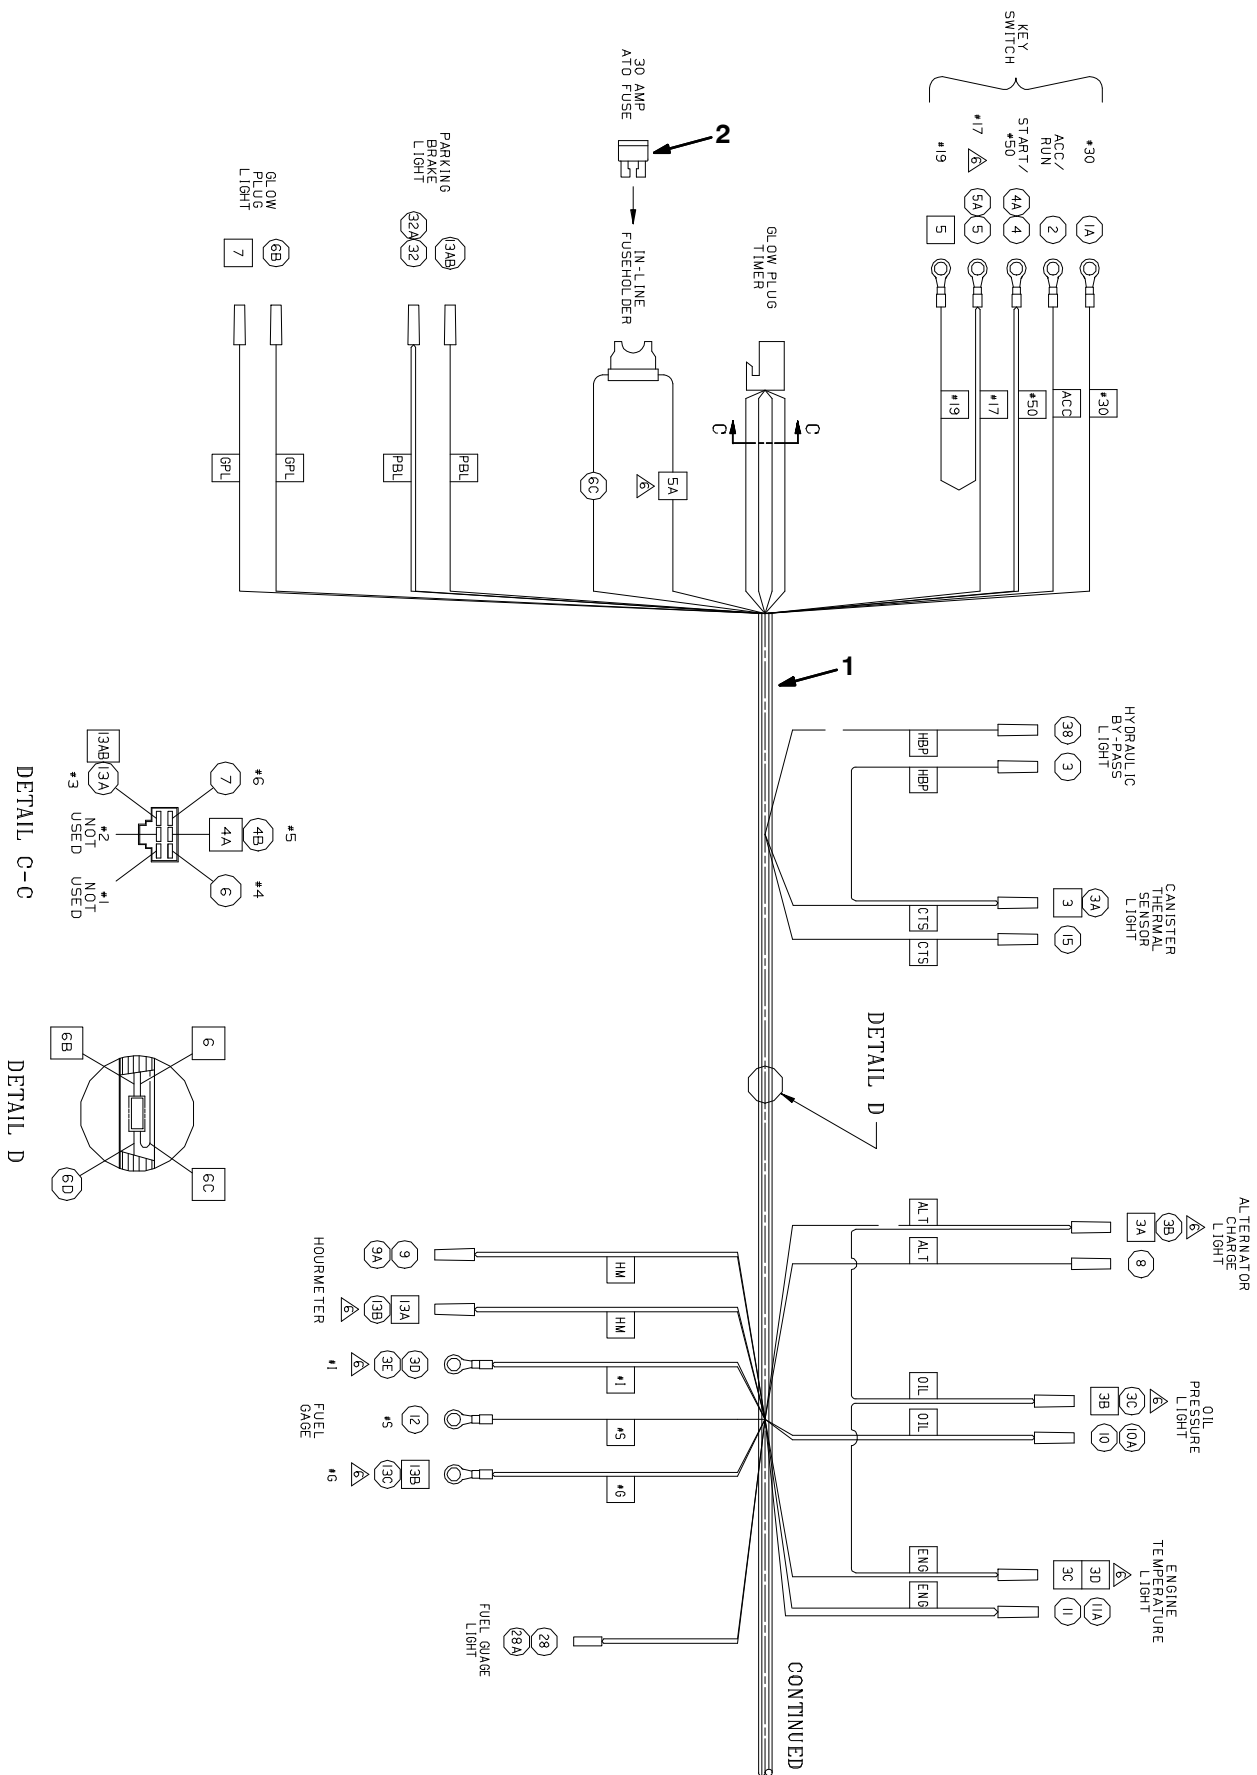 KEY
SWITCH
#30
ACC/
RUN
START/
#50
#17
6
#19
1A
2
4A
4
5A
5
5
#30
ACC
#50
#17
#19
GLOW PLUG
TIMER
C
C
30 AMP
ATO FUSE
2
IN-LINE
FUSEHOLDER
5A
6
6C
PARKING
BRAKE
LIGHT
13AB
32A
32
PBL
PBL
GLOW
PLUG
LIGHT
6B
7
GPL
GPL
1
HYDRAULIC
BY-PASS
LIGHT
38
3
HBP
HBP
CANISTER
THERMAL
SENSOR
LIGHT
3A
3
15
CTS
CTS
DETAIL D
ALTERNATOR
CHARGE
LIGHT
6
3B
3A
8
ALT
ALT
OIL
PRESSURE
LIGHT
6
3C
3B
10A
10
OIL
OIL
ENGINE
TEMPERATURE
LIGHT
6
3D
3C
11A
11
ENG
ENG
HM
HM
#I
#S
#G
9
9A
13A
13B
6
HOURMETER
3D
3E
6
#I
12
#S
FUEL
GAGE
13B
13C
6
#G
28
28A
FUEL GUAGE
LIGHT
CONTINUED
#6
7
#5
4B
4A
#4
6
13AB
13A
#3
#2
NOT
USED
#1
NOT
USED
DETAIL C-C
6
6B
6C
6D
DETAIL D